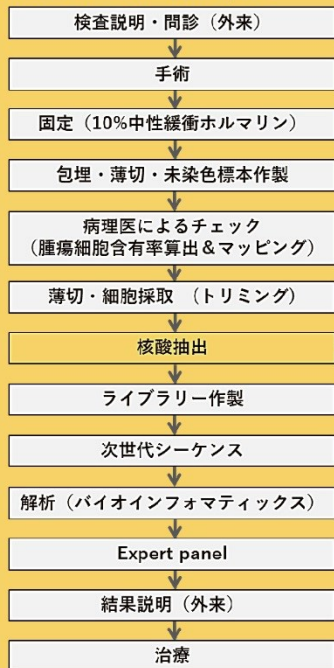 検査説明・問診（外来）
手術
固定（10%中性緩衝ホルマリン）
包埋・薄切・未染色標本作製
病理医によるチェック
（腫瘍細胞含有率算出＆マッピング）
薄切・細胞採取　（トリミング）
核酸抽出
ライブラリー作製
次世代シーケンス
解析（バイオインフォマティックス）
Expert panel
結果説明（外来）
治療